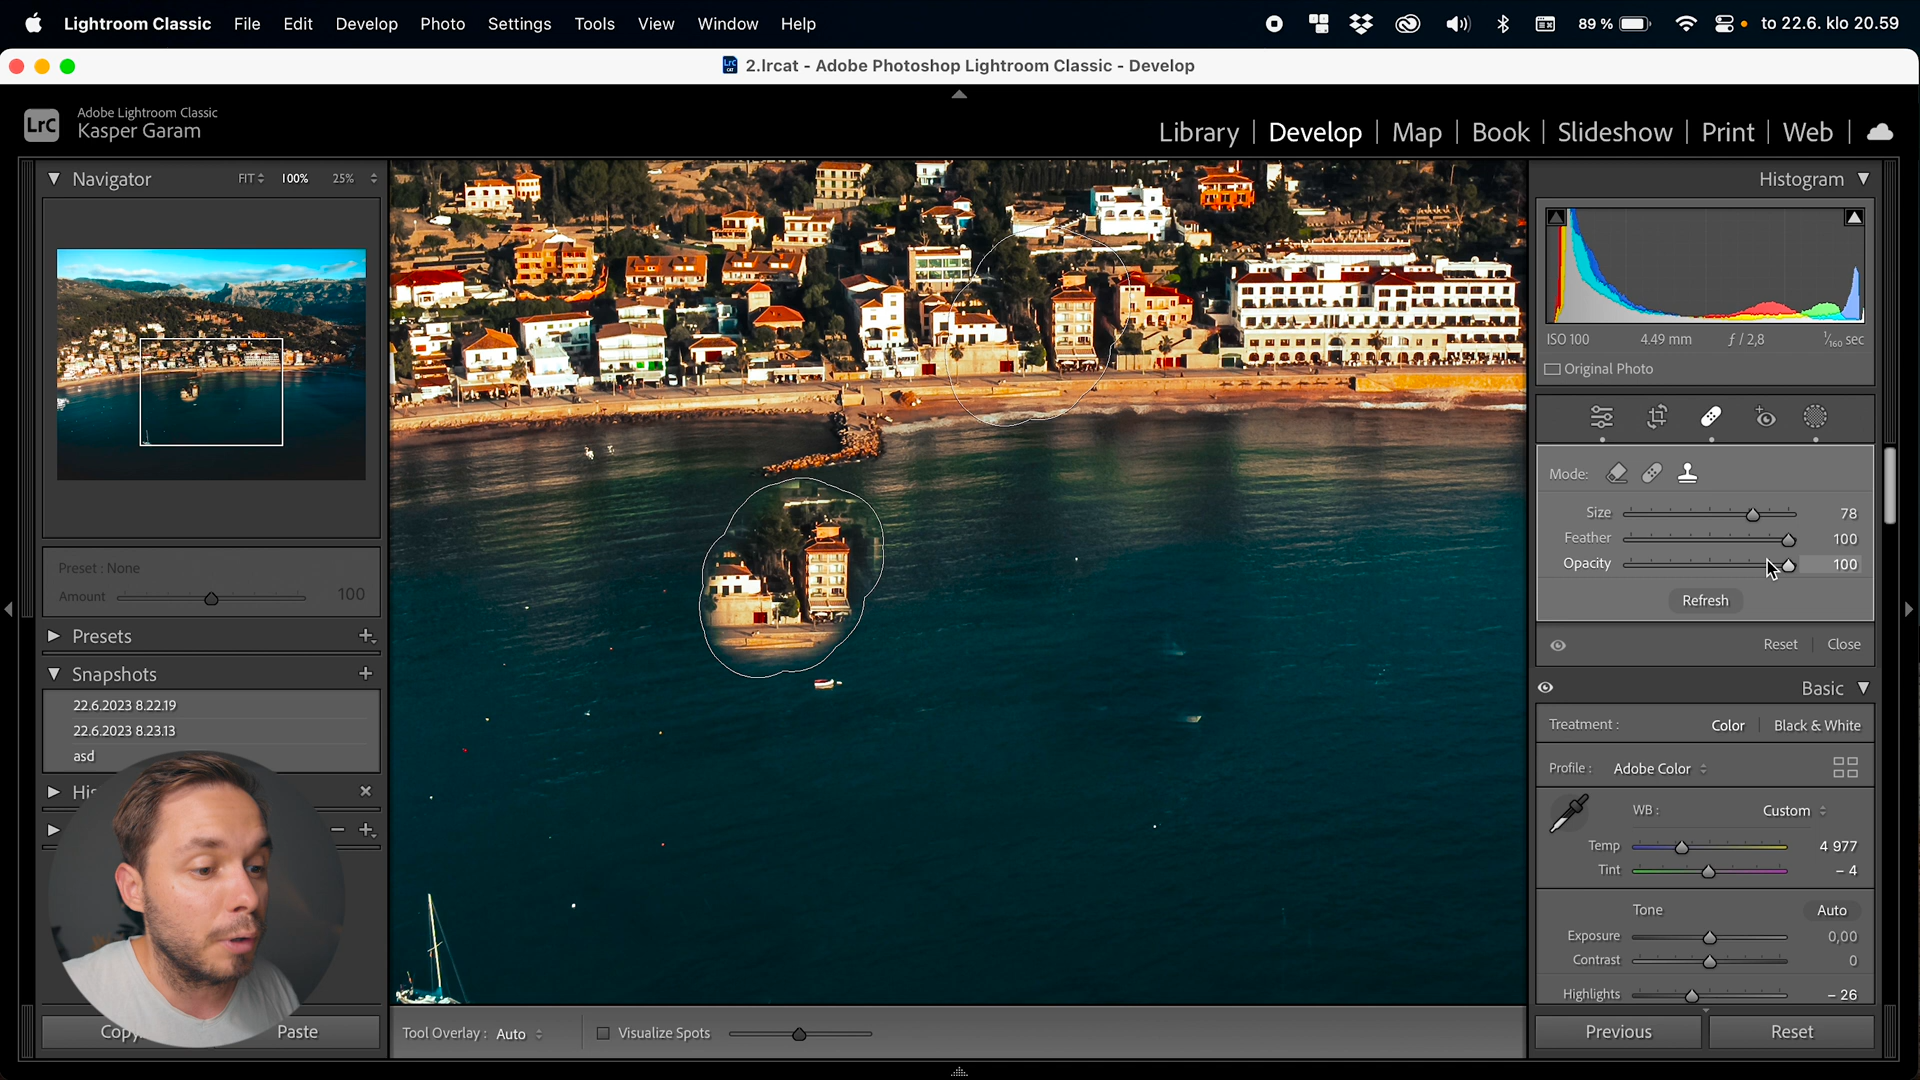 Lightroom Classic File Edit Develop Photo Settings Tools View Window Help 89 % to 22.6. klo 20.59
2.lrcat - Adobe Photoshop Lightroom Classic - Develop
LrC
Adobe Lightroom Classic
Kasper Garam
Library | Develop | Map | Book | Slideshow | Print | Web
Navigator FIT 100% 25%
Preset : None
Amount 100
Presets
Snapshots
22.6.2023 8.22.19
22.6.2023 8.23.13
asd
His
Copy Paste
Tool Overlay : Auto Visualize Spots
Histogram
ISO 100 4.49 mm ƒ / 2,8 1/160 sec
Original Photo
Mode:
Size 78
Feather 100
Opacity 100
Refresh
Reset Close
Basic
Treatment : Color Black & White
Profile : Adobe Color
WB : Custom
Temp 4 977
Tint – 4
Tone Auto
Exposure 0,00
Contrast 0
Highlights – 26
Previous Reset